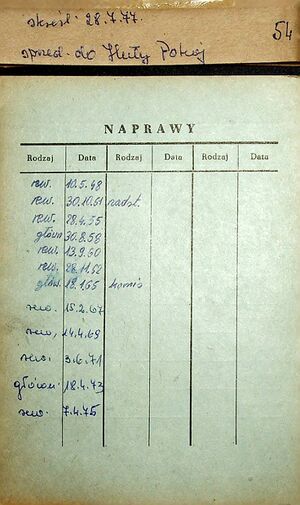 skreśl. 28.7.77.
sprzed. do Huty Pokój
54
NAPRAWY
Rodzaj Data Rodzaj Data Rodzaj Data
rew. 10.5.48
rew. 30.10.51 nadzt.
rew. 28.4.55
główn 30.8.58
rew. 13.9.60
rew. 28.11.62
główn. 18.1.65
rew. 15.2.67
rew, 14.4.69
rew. 3.6.71
główn. 18.4.73
rew. 7.4.75